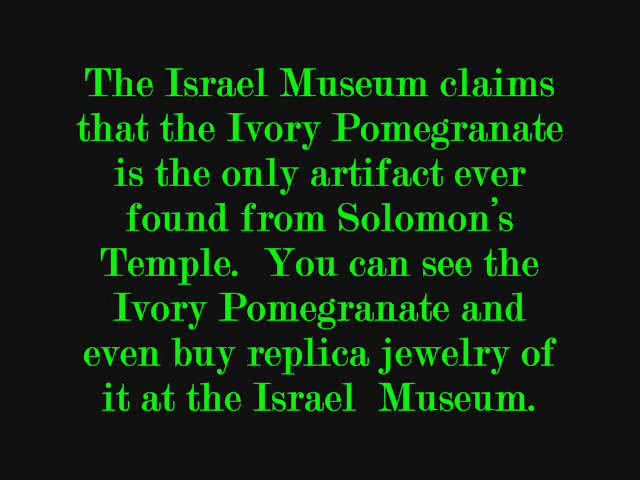 The Israel Museum claims
that the Ivory Pomegranate
is the only artifact ever
found from Solomon's
Temple.  You can see the
Ivory Pomegranate and
even buy replica jewelry of
it at the Israel  Museum.